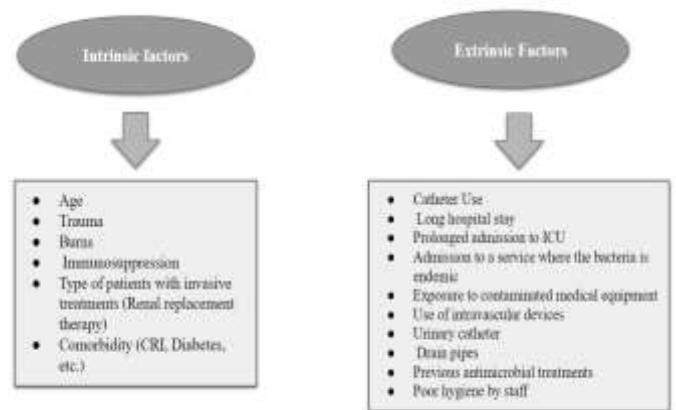 Intrinsic factors
Age
Trauma
Burns
Immunosuppression
Type of patients with invasive
treatments (Renal replacement
therapy)
Comorbidity (CRI, Diabetes,
etc.)
Extrinsic Factors
Catheter Use
Long hospital stay
Prolonged admission to ICU
Admission to a service where the bacteria is
endemic
Exposure to contaminated medical equipment
Use of intravascular devices
Urinary catheter
Drain pipes
Previous antimicrobial treatments
Poor hygiene by staff